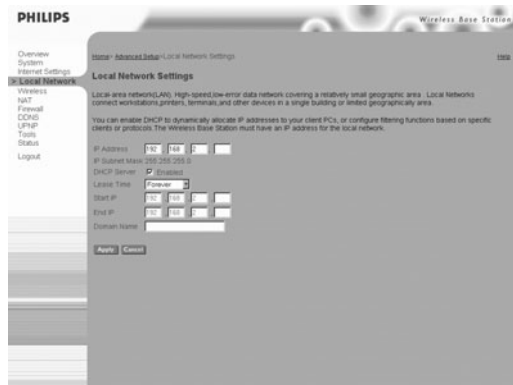 PHILIPS
Wireless Base Station
Overview
System
Internet Settings
> Local Network
Wireless
NAT
Firewall
DDNS
UPNP
Tools
Status
Logout
Home> Advanced Setup>Local Network Settings
Help
Local Network Settings
Local-area network(LAN). High-speed,low-error data network covering a relatively small geographic area . Local Networks
connect workstations,printers, terminals,and other devices in a single building or limited geographically area.
You can enable DHCP to dynamically allocate IP addresses to your client PCs, or configure filtering functions based on specific
clients or protocols.The Wireless Base Station must have an IP address for the local network.
IP Address 192 .168 .2 .
IP Subnet Mask 255.255.255.0
DHCP Server Enabled
Lease Time Forever
Start IP 192 .168 .2 .
End IP 192 .168 .2 .
Domain Name
Apply Cancel